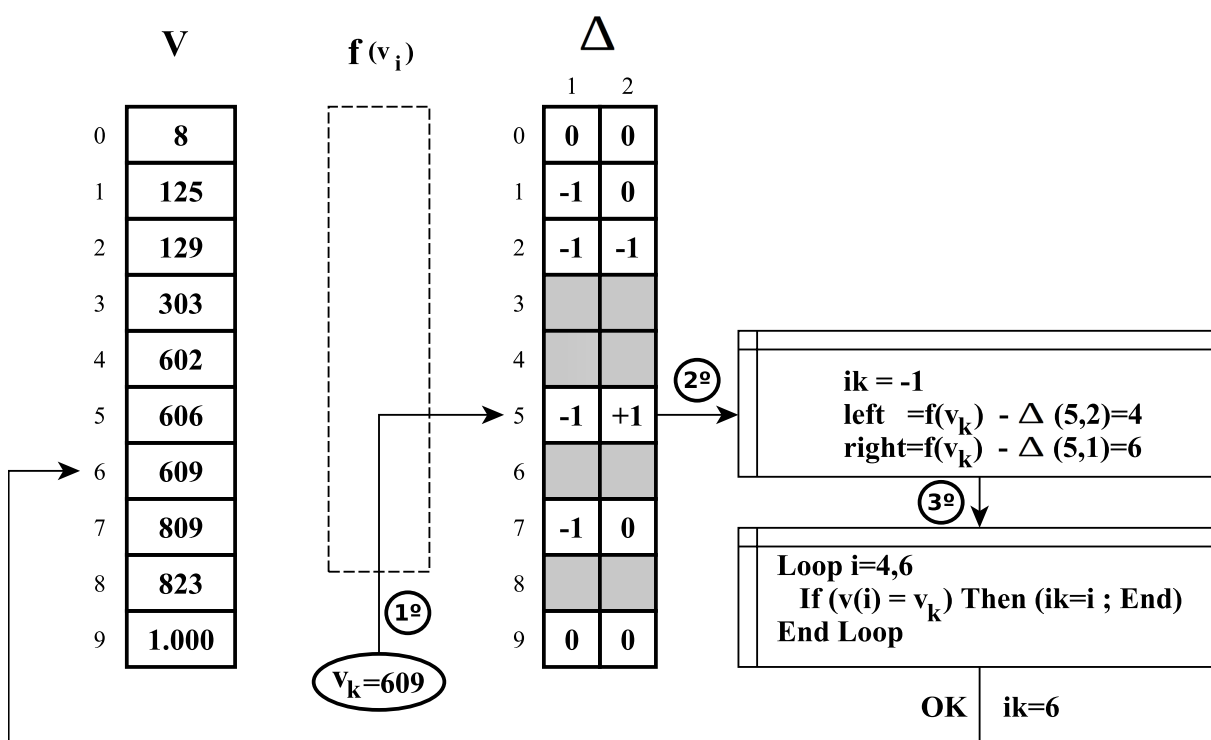 V f (v i) Δ
1 2
0 8 0 0 0
1 125 1 -1 0
2 129 2 -1 -1
3 303 3
4 602 4
2º
ik = -1
5 606 5 -1 +1
left =f(vk) - Δ (5,2)=4
right=f(vk) - Δ (5,1)=6
6 609 6
3º
7 809 7 -1 0
Loop i=4,6
8 823 8
If (v(i) = vk) Then (ik=i ; End)
1º
9 1.000 9 0 0
End Loop
vk=609
OK ik=6